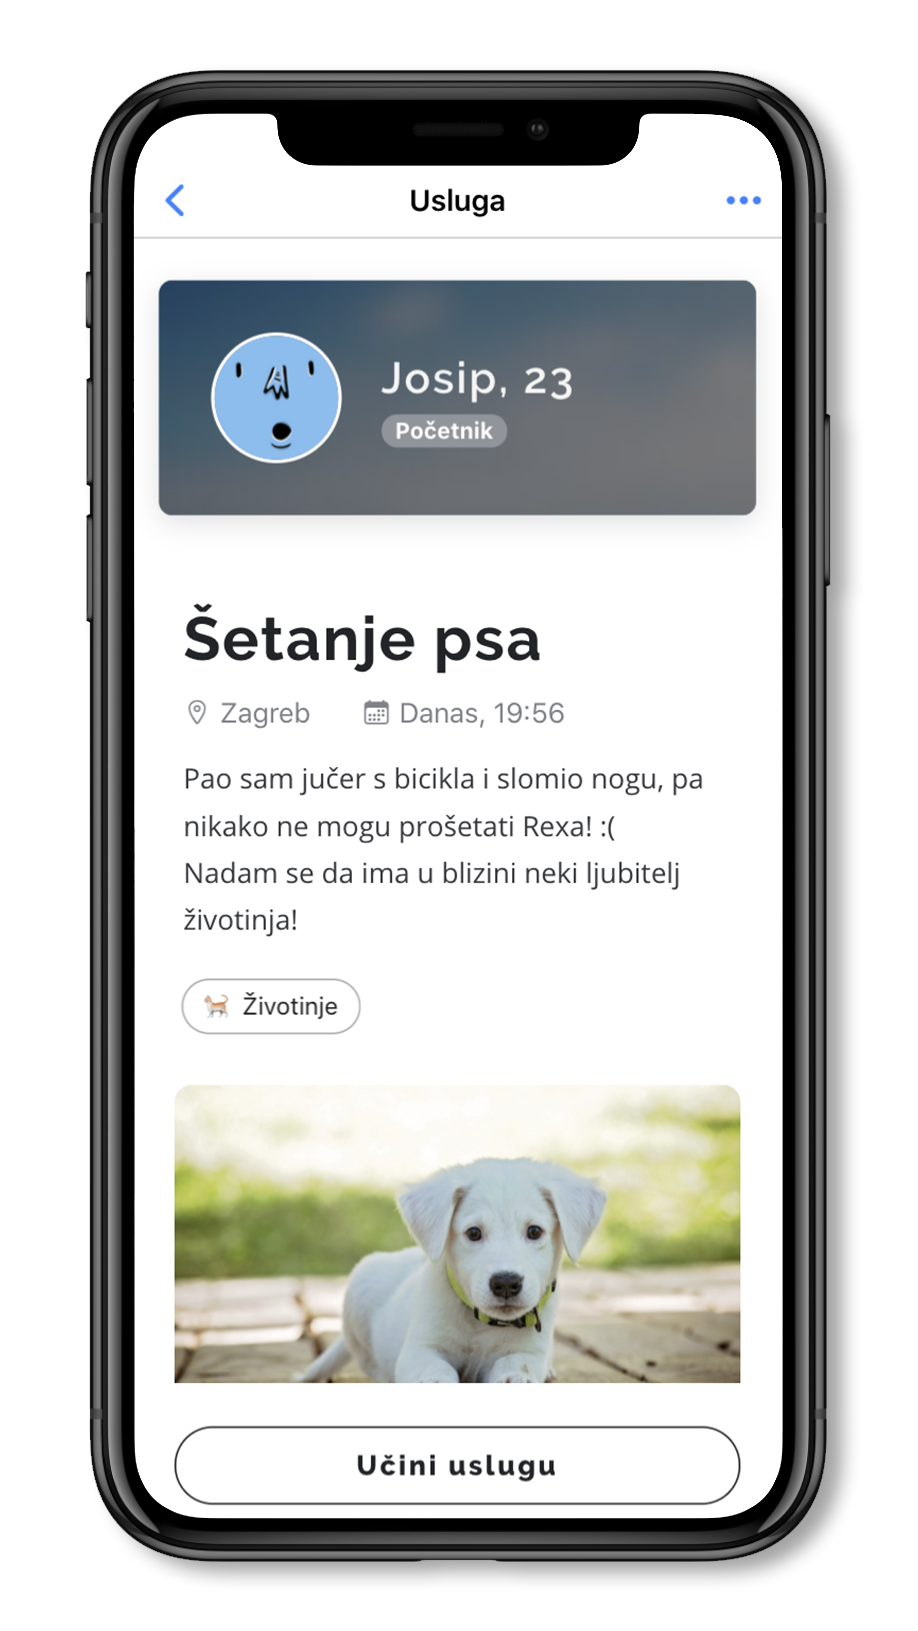 Usluga
Josip, 23
Početnik
Šetanje psa
Zagreb
Danas, 19:56
Pao sam jučer s bicikla i slomio nogu, pa
nikako ne mogu prošetati Rexa! :(
Nadam se da ima u blizini neki ljubitelj
životinja!
Životinje
Učini uslugu